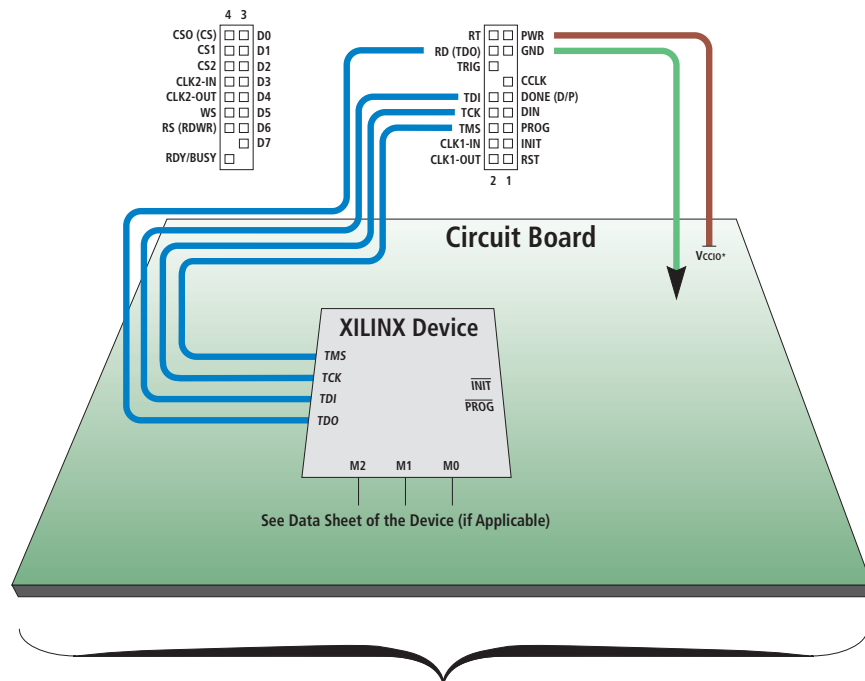 4 3
CSO (CS) D0
CS1 D1
CS2 D2
CLK2-IN D3
CLK2-OUT D4
WS D5
RS (RDWR) D6
D7
RDY/BUSY
RT PWR
RD (TDO) GND
TRIG
CCLK
TDI DONE (D/P)
TCK DIN
TMS PROG
CLK1-IN INIT
CLK1-OUT RST
2 1
Circuit Board
VCCIO*
XILINX Device
TMS
TCK
TDI
TDO
INIT
PROG
M2 M1 M0
See Data Sheet of the Device (if Applicable)